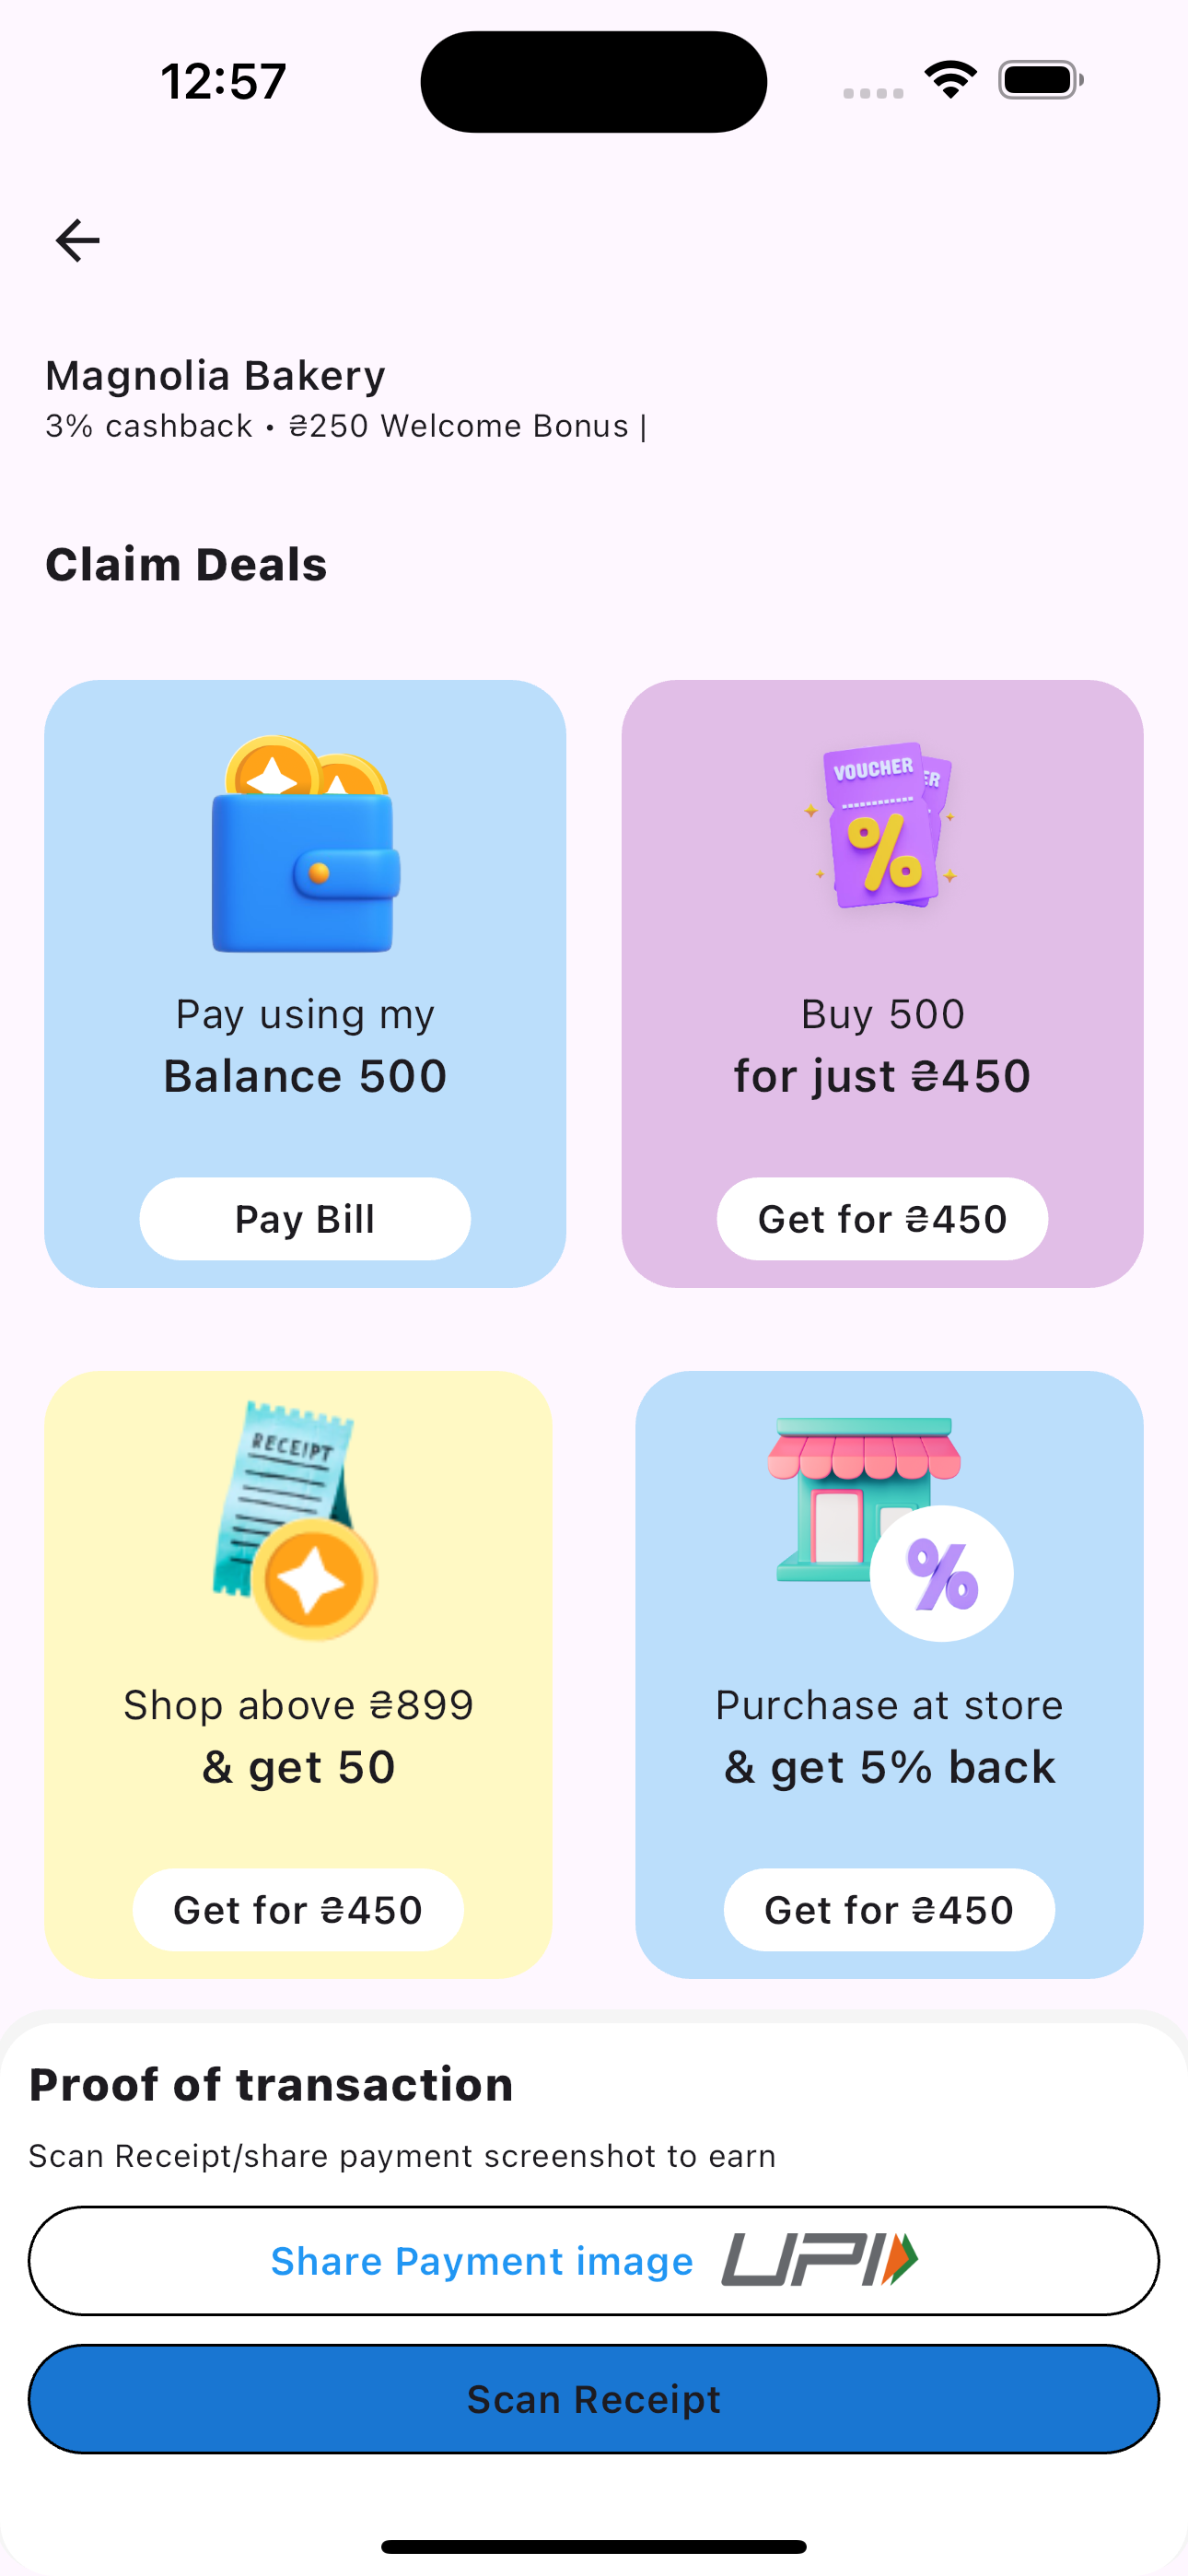 12:57
Magnolia Bakery
3% cashback • ₴250 Welcome Bonus |
Claim Deals
VOUCHER
ER
Pay using my
Balance 500
Pay Bill
Buy 500
for just ₴450
Get for ₴450
RECEIPT
Shop above ₴899
& get 50
Get for ₴450
%
Purchase at store
& get 5% back
Get for ₴450
Proof of transaction
Scan Receipt/share payment screenshot to earn
Share Payment image UPI
Scan Receipt